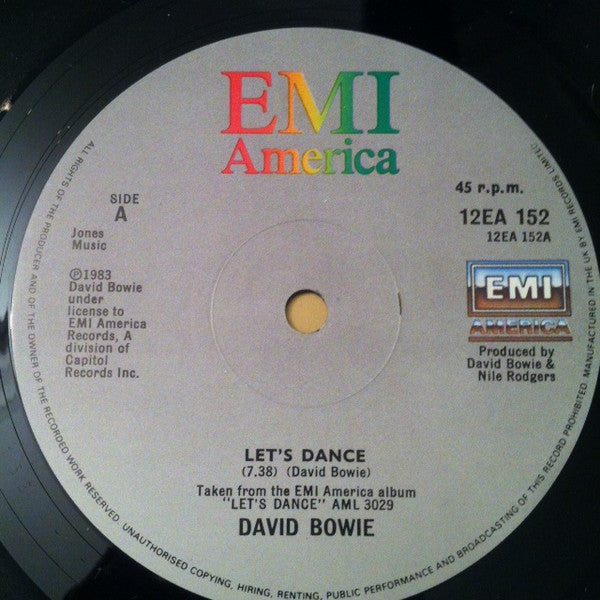 EMI
America
SIDE
A
45 r.p.m.
12EA 152
12EA 152A
Jones
Music
℗1983
David Bowie
under
license to
EMI America
Records, A
division of
Capitol
Records Inc.
EMI
AMERICA
Produced by
David Bowie &
Nile Rodgers
LET'S DANCE
(7.38) (David Bowie)
Taken from the EMI America album
"LET'S DANCE" AML 3029
DAVID BOWIE
ALL RIGHTS OF THE PRODUCER AND OF THE OWNER OF THE RECORDED WORK RESERVED. UNAUTHORISED COPYING, HIRING, RENTING, PUBLIC PERFORMANCE AND BROADCASTING OF THIS RECORD PROHIBITED. MANUFACTURED IN THE UK BY EMI RECORDS LIMITED